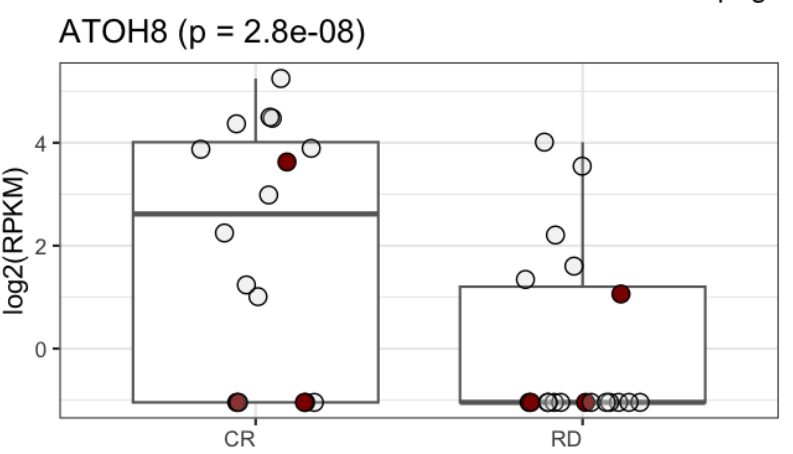 ATOH8 (p = 2.8e-08)
log2(RPKM)
4
2
0
CR
RD